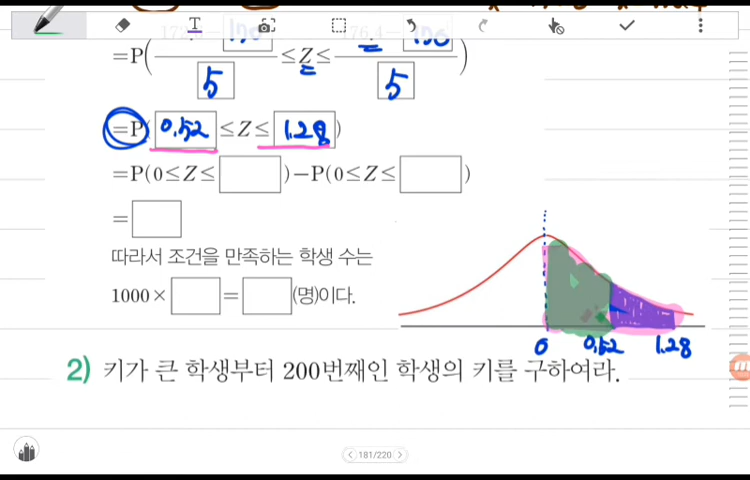 =P( ≤Z≤ )
5 5
=P( 0.52 ≤Z≤ 1.28 )
=P(0≤Z≤ )−P(0≤Z≤ )
=
따라서 조건을 만족하는 학생 수는
1000× = (명)이다.
0 0.52 1.28
2) 키가 큰 학생부터 200번째인 학생의 키를 구하여라.
< 181/220 >